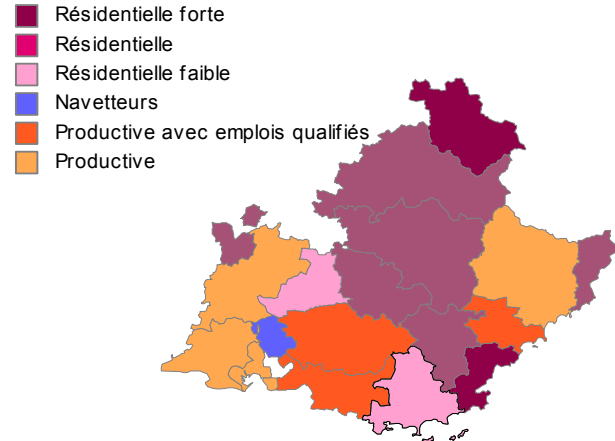 Résidentielle forte
Résidentielle
Résidentielle faible
Navetteurs
Productive avec emplois qualifiés
Productive